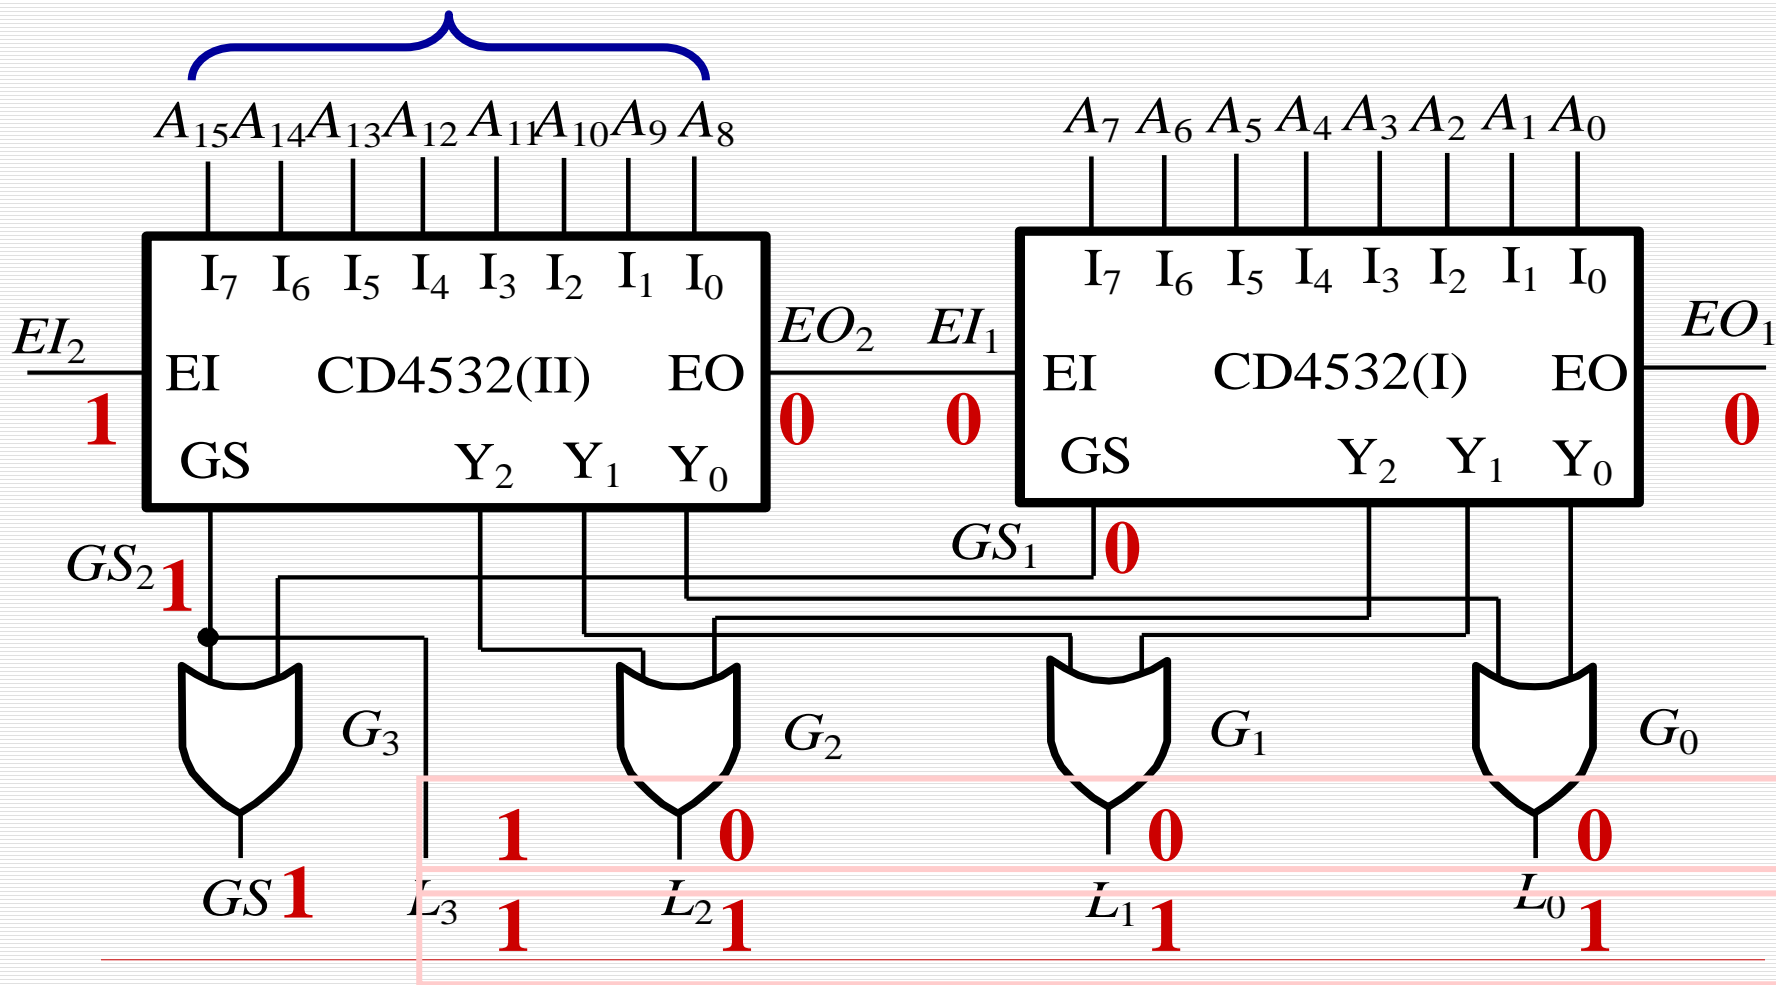 A15 A14 A13 A12 A11 A10 A9 A8 A7 A6 A5 A4 A3 A2 A1 A0
I7 I6 I5 I4 I3 I2 I1 I0 I7 I6 I5 I4 I3 I2 I1 I0
EI2 EO2 EI1 EO1
EI CD4532(II) EO EI CD4532(I) EO
1 0 0 0
GS Y2 Y1 Y0 GS Y2 Y1 Y0
GS2 1 GS1 0
G3 G2 G1 G0
1 0 0 0
GS 1 L3 L2 L1 L0
1 1 1 1